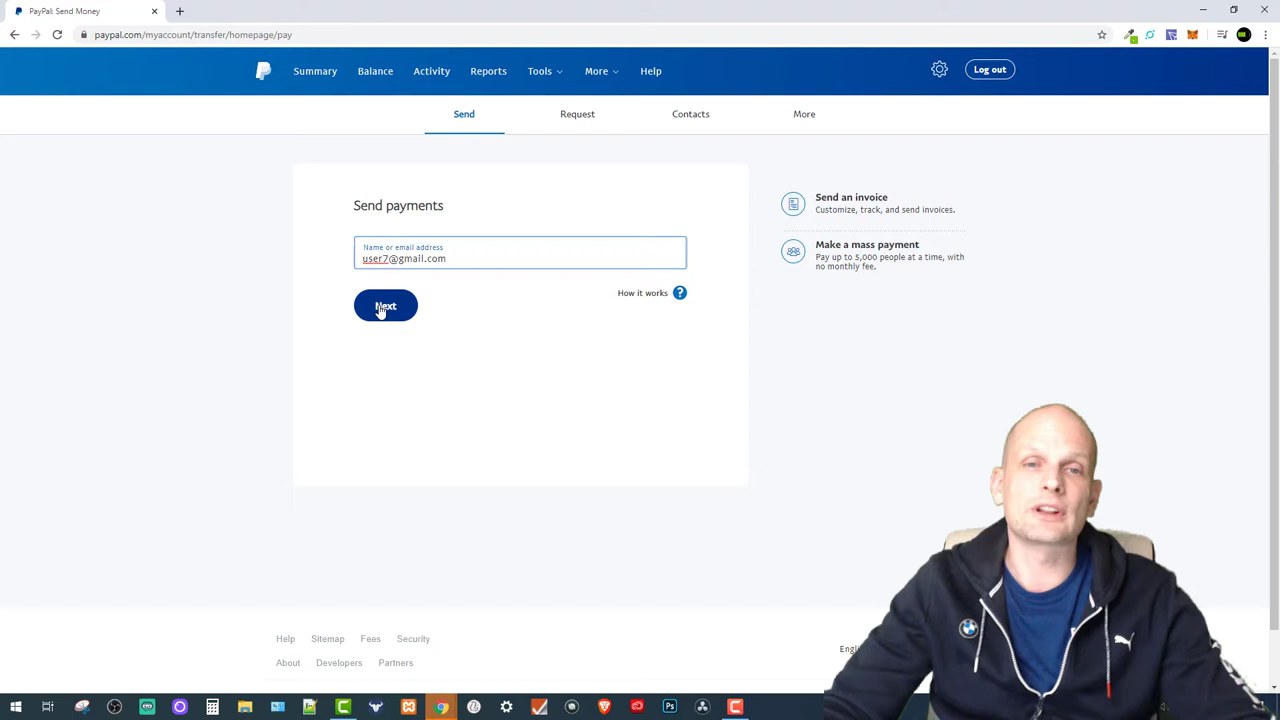 PayPal: Send Money
paypal.com/myaccount/transfer/homepage/pay
Summary Balance Activity Reports Tools More Help Log out
Send Request Contacts More
Send payments
Name or email address
user7@gmail.com
Next
How it works ?
Send an invoice
Customize, track, and send invoices.
Make a mass payment
Pay up to 5,000 people at a time, with
no monthly fee.
Help Sitemap Fees Security
About Developers Partners
BMW
PUMA
Ps